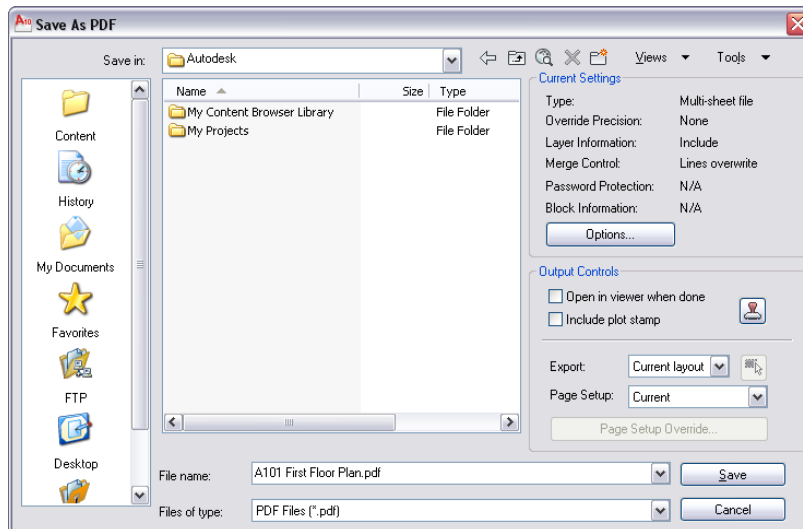 Save As PDF
Save in:
Autodesk
Views
Tools
Content
History
My Documents
Favorites
FTP
Desktop
Name
Size
Type
My Content Browser Library
File Folder
My Projects
File Folder
Current Settings
Type:
Multi-sheet file
Override Precision:
None
Layer Information:
Include
Merge Control:
Lines overwrite
Password Protection:
N/A
Block Information:
N/A
Options...
Output Controls
Open in viewer when done
Include plot stamp
Export:
Current layout
Page Setup:
Current
Page Setup Override...
File name:
A101 First Floor Plan.pdf
Save
Files of type:
PDF Files (*.pdf)
Cancel